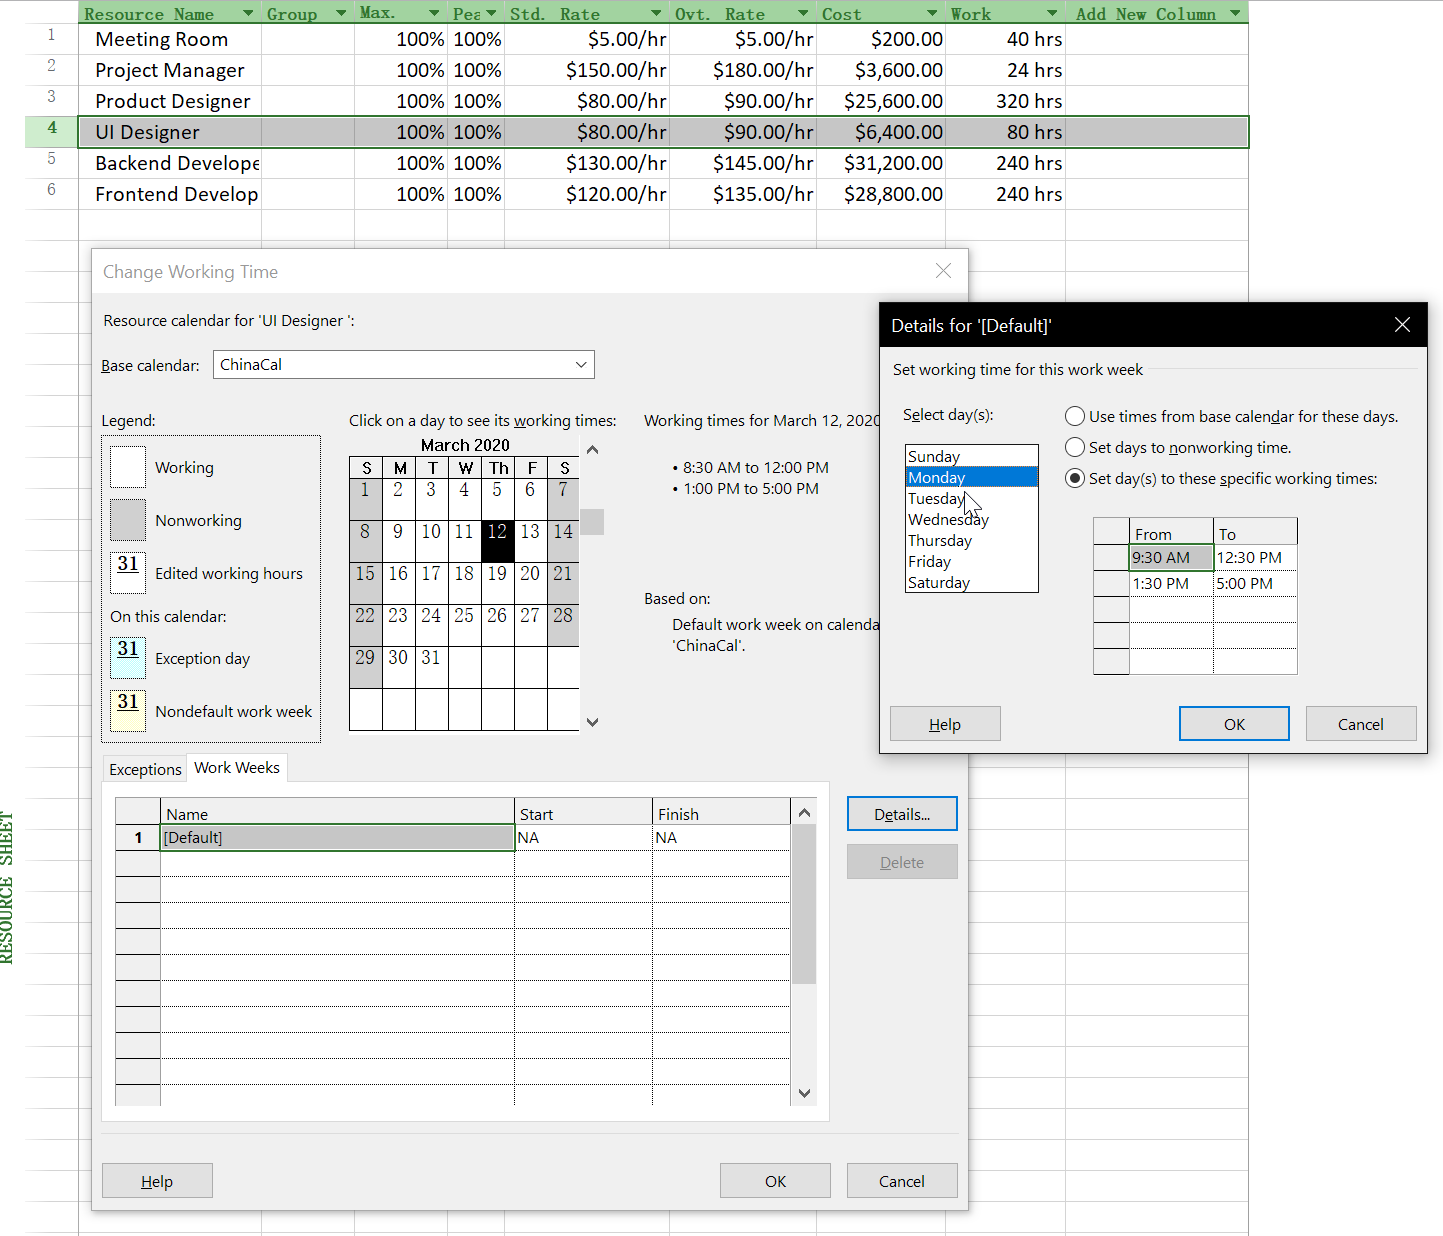 Resource Name Group Max. Pea Std. Rate Ovt. Rate Cost Work Add New Column
1 Meeting Room 100% 100% $5.00/hr $5.00/hr $200.00 40 hrs
2 Project Manager 100% 100% $150.00/hr $180.00/hr $3,600.00 24 hrs
3 Product Designer 100% 100% $80.00/hr $90.00/hr $25,600.00 320 hrs
4 UI Designer 100% 100% $80.00/hr $90.00/hr $6,400.00 80 hrs
5 Backend Develope 100% 100% $130.00/hr $145.00/hr $31,200.00 240 hrs
6 Frontend Develop 100% 100% $120.00/hr $135.00/hr $28,800.00 240 hrs
RESOURCE SHEET
Change Working Time
Resource calendar for 'UI Designer ':
Base calendar: ChinaCal
Legend:
Working
Nonworking
31 Edited working hours
On this calendar:
31 Exception day
31 Nondefault work week
Click on a day to see its working times:
March 2020
S M T W Th F S
1 2 3 4 5 6 7
8 9 10 11 12 13 14
15 16 17 18 19 20 21
22 23 24 25 26 27 28
29 30 31
Working times for March 12, 2020
• 8:30 AM to 12:00 PM
• 1:00 PM to 5:00 PM
Based on:
Default work week on calenda
'ChinaCal'.
Exceptions Work Weeks
Name Start Finish
1 [Default] NA NA
Details...
Delete
Help OK Cancel
Details for '[Default]'
Set working time for this work week
Select day(s):
Sunday
Monday
Tuesday
Wednesday
Thursday
Friday
Saturday
Use times from base calendar for these days.
Set days to nonworking time.
Set day(s) to these specific working times:
From To
9:30 AM 12:30 PM
1:30 PM 5:00 PM
Help OK Cancel